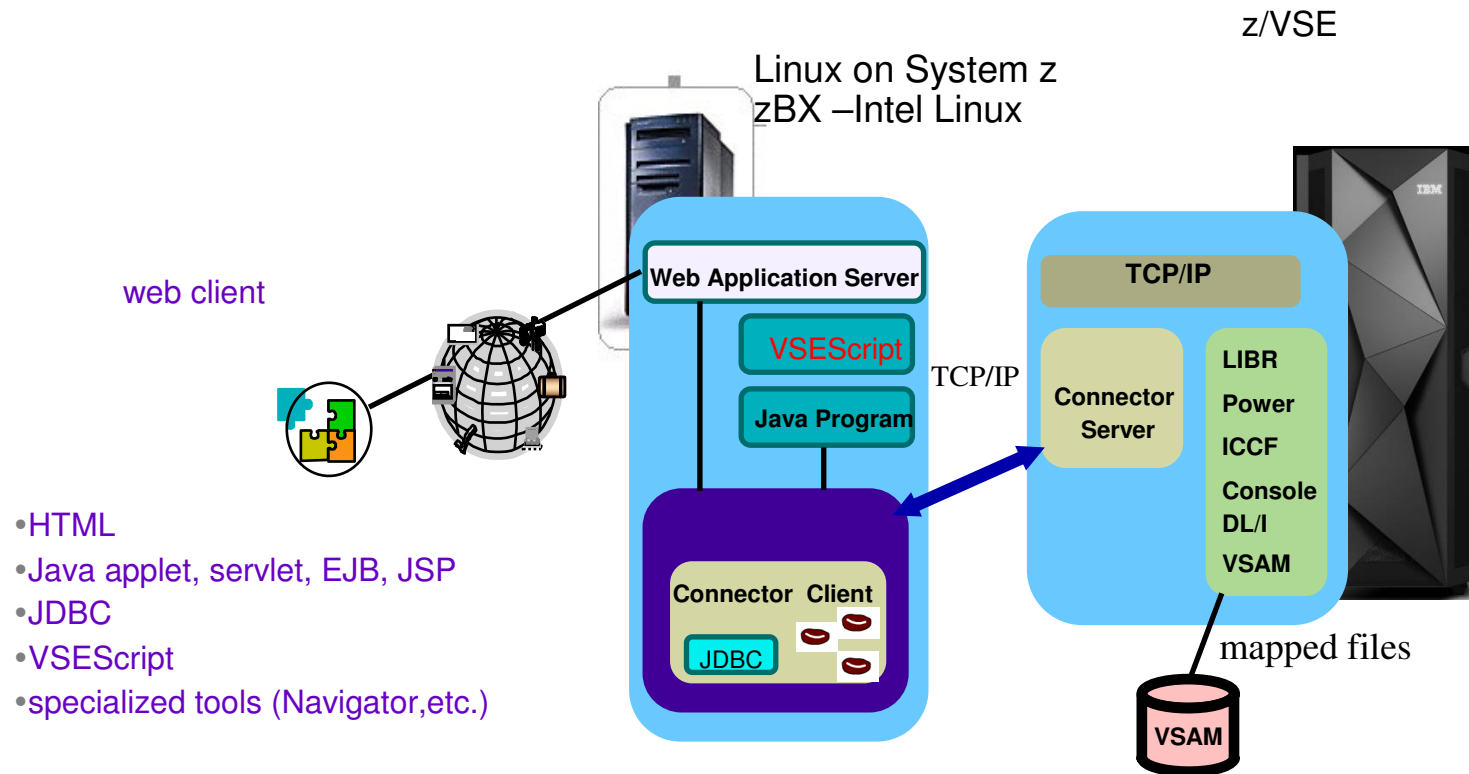 z/VSE
Linux on System z
zBX –Intel Linux
IBM
web client
Web Application Server
VSEScript
Java Program
TCP/IP
TCP/IP
Connector
Server
LIBR
Power
ICCF
Console
DL/I
VSAM
Connector Client
JDBC
mapped files
VSAM
•HTML
•Java applet, servlet, EJB, JSP
•JDBC
•VSEScript
•specialized tools (Navigator,etc.)